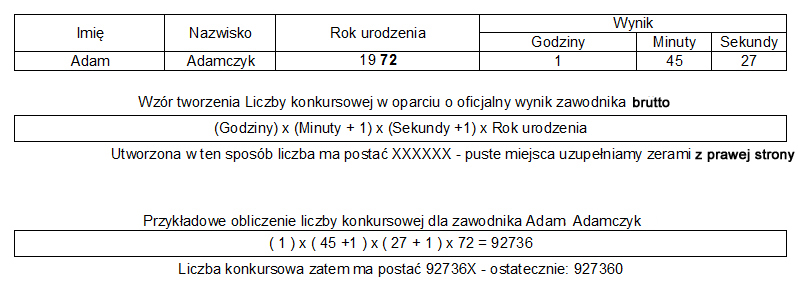 Imię Nazwisko Rok urodzenia Wynik
Godziny Minuty Sekundy
Adam Adamczyk 19 72 1 45 27
Wzór tworzenia Liczby konkursowej w oparciu o oficjalny wynik zawodnika brutto
(Godziny) x (Minuty + 1) x (Sekundy +1) x Rok urodzenia
Utworzona w ten sposób liczba ma postać XXXXXX - puste miejsca uzupełniamy zerami z prawej strony
Przykładowe obliczenie liczby konkursowej dla zawodnika Adam Adamczyk
( 1 ) x ( 45 +1 ) x ( 27 + 1 ) x 72 = 92736
Liczba konkursowa zatem ma postać 92736X - ostatecznie: 927360